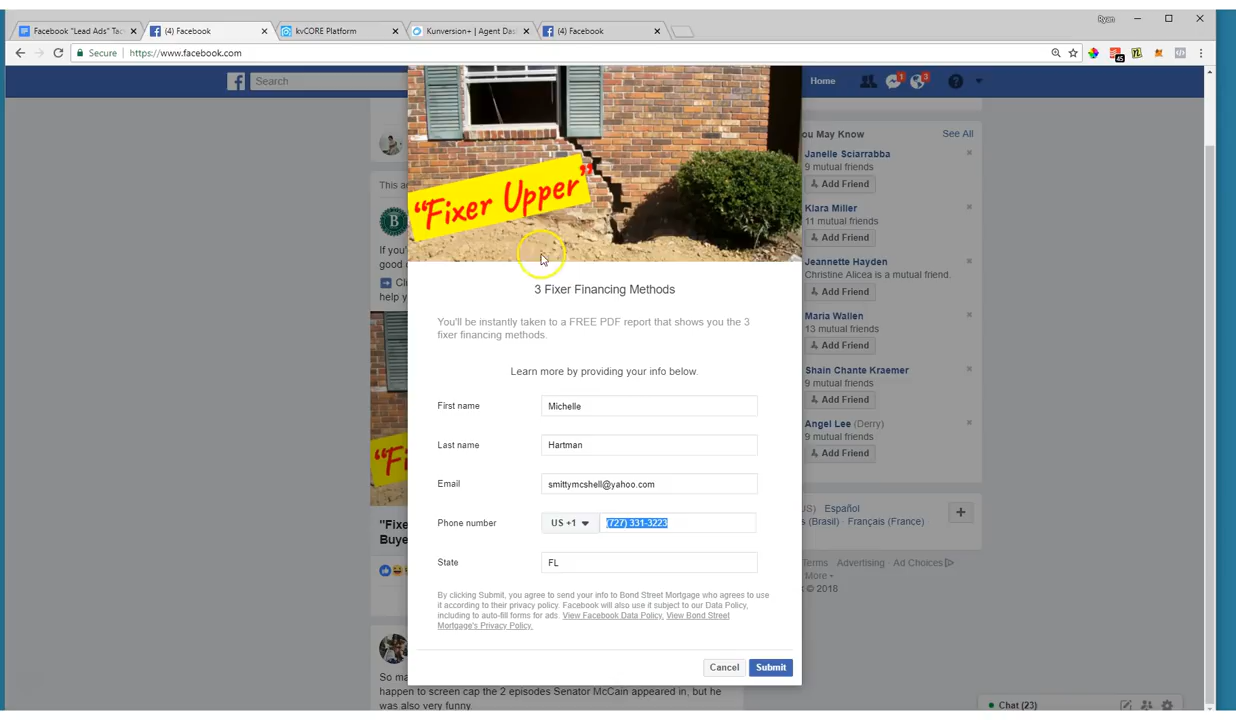 Ryan
Facebook "Lead Ads" Tac
(4) Facebook
kvCORE Platform
Kunversion+ | Agent Das
(4) Facebook
Secure
https://www.facebook.com
45
Search
Home
1
3
This a
B
If you'
good c
Cli
help y
"Fi
"Fixe
Buye
So ma
happen to screen cap the 2 episodes Senator McCain appeared in, but he
was also very funny.
"Fixer Upper"
3 Fixer Financing Methods
You'll be instantly taken to a FREE PDF report that shows you the 3
fixer financing methods.
Learn more by providing your info below.
First name
Michelle
Last name
Hartman
Email
smittymcshell@yahoo.com
Phone number
US +1
(727) 331-3223
State
FL
By clicking Submit, you agree to send your info to Bond Street Mortgage who agrees to use
it according to their privacy policy. Facebook will also use it subject to our Data Policy,
including to auto-fill forms for ads. View Facebook Data Policy. View Bond Street
Mortgage's Privacy Policy.
Cancel
Submit
ou May Know
See All
Janelle Sciarrabba
9 mutual friends
Add Friend
Klara Miller
11 mutual friends
Add Friend
Jeannette Hayden
Christine Alicea is a mutual friend.
Add Friend
Maria Wallen
13 mutual friends
Add Friend
Shain Chante Kraemer
9 mutual friends
Add Friend
Angel Lee (Derry)
9 mutual friends
Add Friend
US) · Español
s (Brasil) · Français (France)
Terms · Advertising · Ad Choices
More
© 2018
Chat (23)